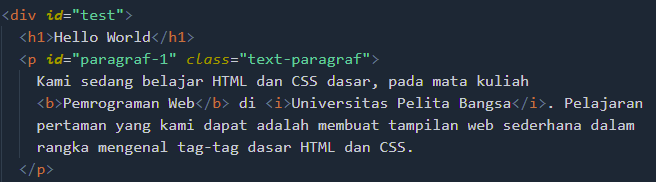 <div id="test">
<h1>Hello World</h1>
<p id="paragraf-1" class="text-paragraf">
Kami sedang belajar HTML dan CSS dasar, pada mata kuliah
<b>Pemrograman Web</b> di <i>Universitas Pelita Bangsa</i>. Pelajaran
pertaman yang kami dapat adalah membuat tampilan web sederhana dalam
rangka mengenal tag-tag dasar HTML dan CSS.
</p>